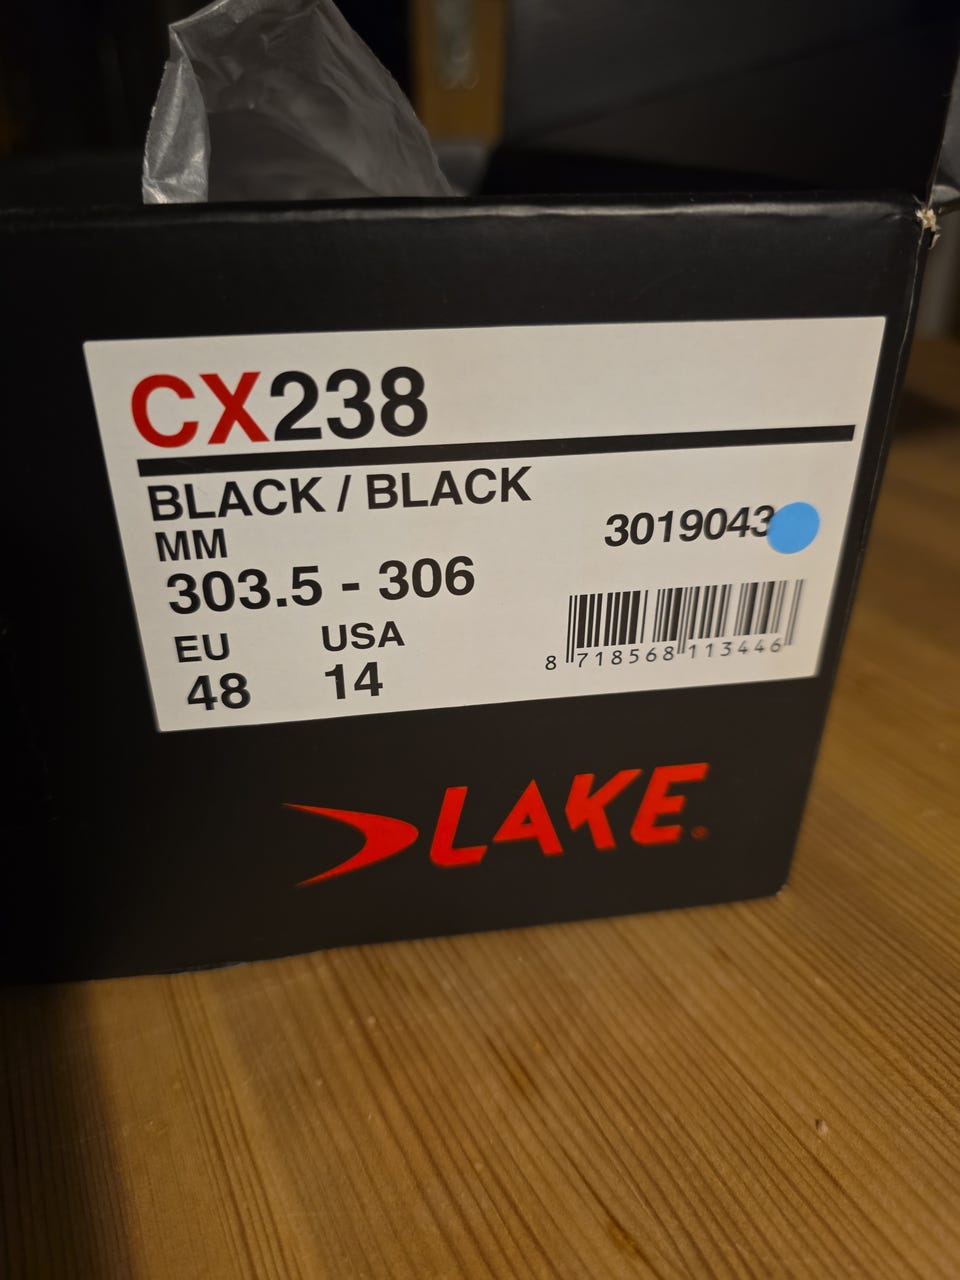 CX238
BLACK / BLACK
MM
3019043
303.5 - 306
EU USA
48 14
8 718568 113446
LAKE